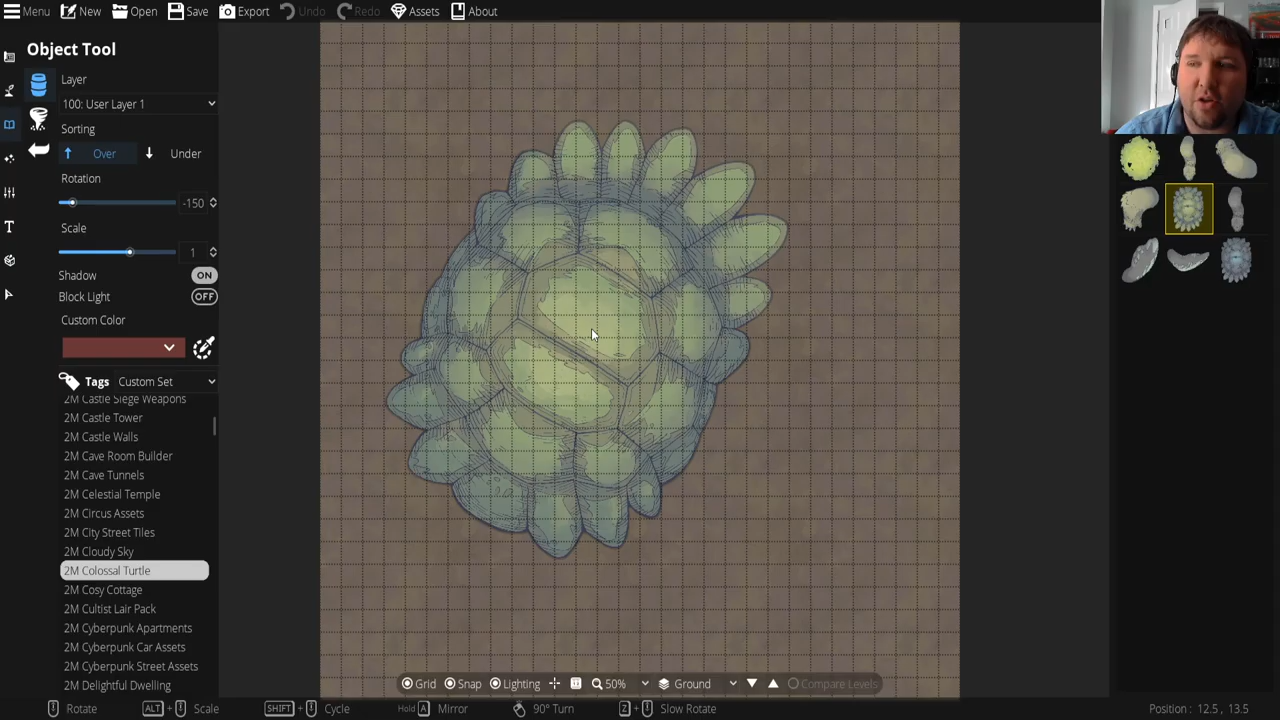 Menu New Open Save Export Undo Redo Assets About
Object Tool
Layer
100: User Layer 1
Sorting
Over Under
Rotation
-150
Scale
1
Shadow ON
Block Light OFF
Custom Color
Tags Custom Set
2M Castle Siege Weapons
2M Castle Tower
2M Castle Walls
2M Cave Room Builder
2M Cave Tunnels
2M Celestial Temple
2M Circus Assets
2M City Street Tiles
2M Cloudy Sky
2M Colossal Turtle
2M Cosy Cottage
2M Cultist Lair Pack
2M Cyberpunk Apartments
2M Cyberpunk Car Assets
2M Cyberpunk Street Assets
2M Delightful Dwelling
Grid Snap Lighting 50% Ground Compare Levels
Rotate ALT + Scale SHIFT + Cycle Hold A Mirror 90° Turn Z + Slow Rotate Position : 12.5 , 13.5